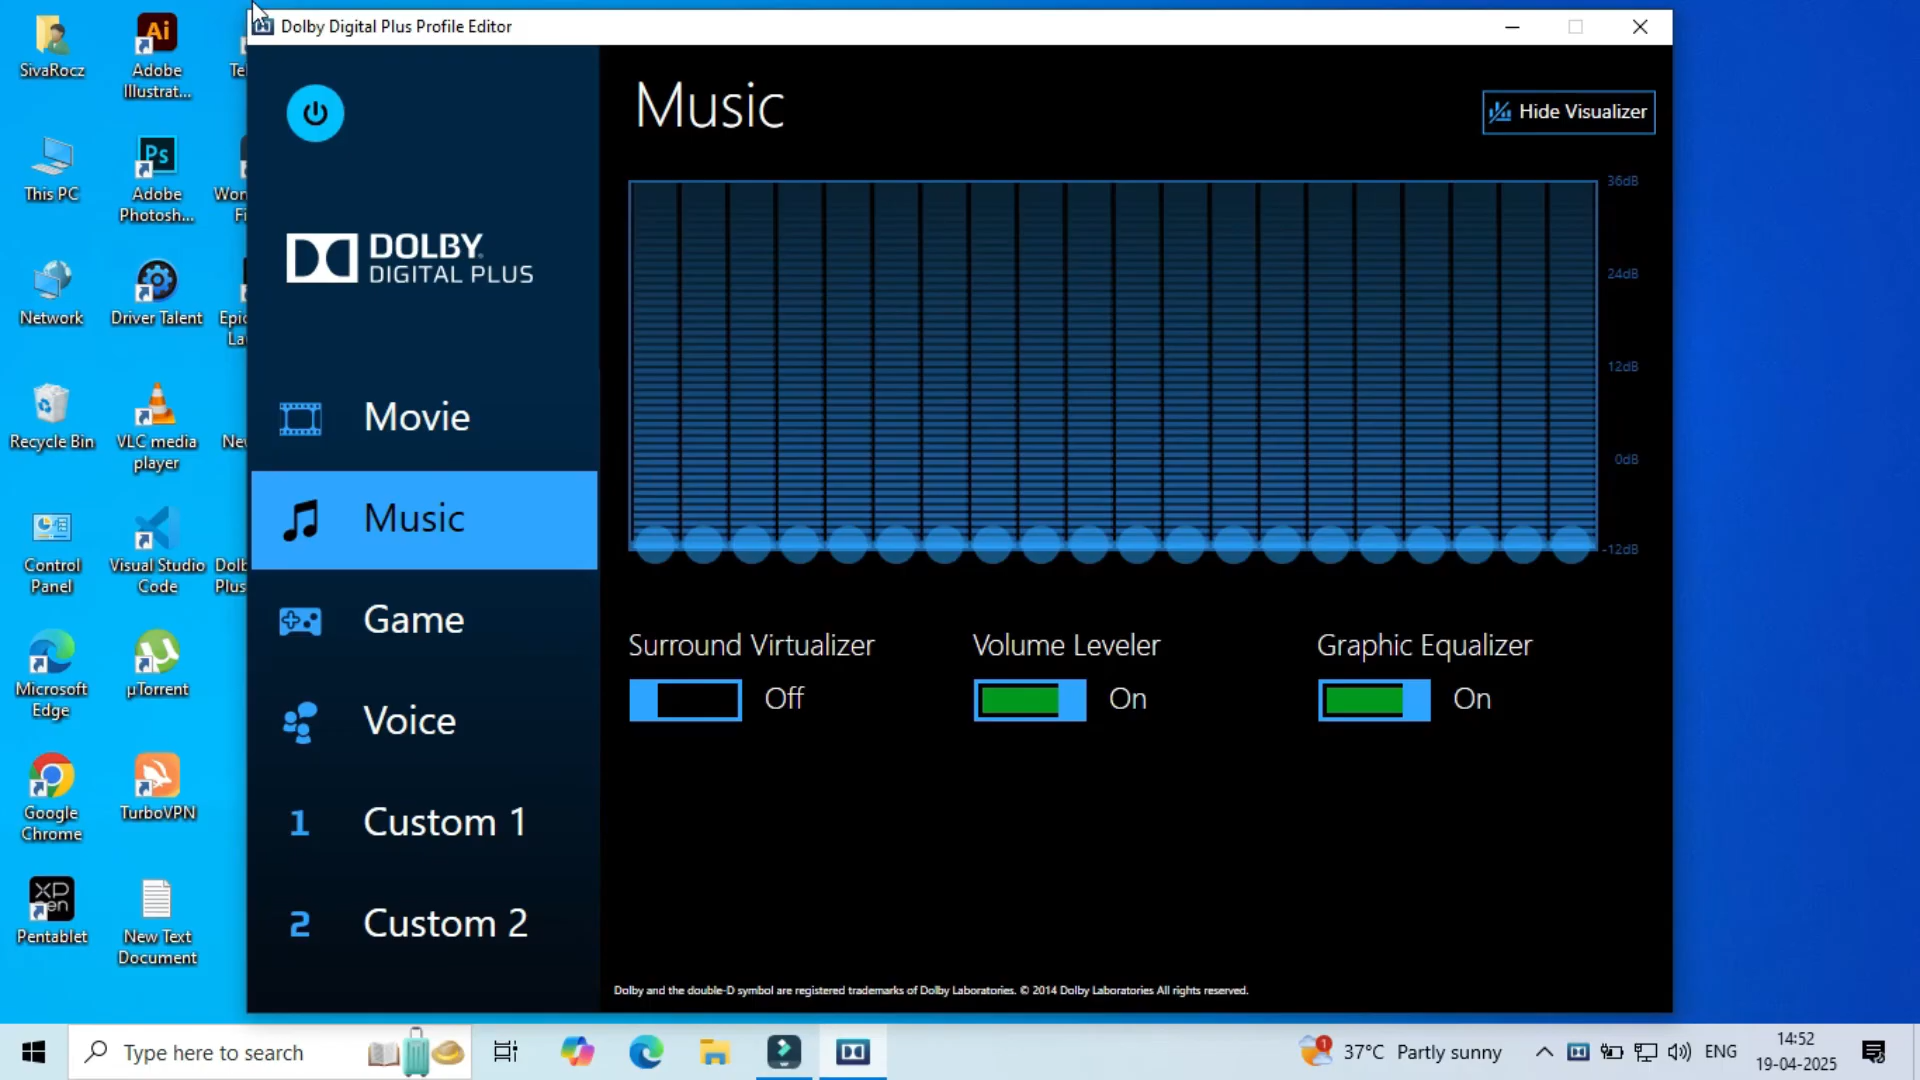 Dolby Digital Plus Profile Editor
SivaRocz
Adobe
Illustrat...
This PC
Adobe
Photosh...
Network
Driver Talent
Recycle Bin
VLC media
player
Control
Panel
Visual Studio
Code
Microsoft
Edge
µTorrent
Google
Chrome
TurboVPN
Pentablet
New Text
Document
Ai
Ps
XP
pen
DOLBY
DIGITAL PLUS
Movie
Music
Game
Voice
1 Custom 1
2 Custom 2
Music
Hide Visualizer
36dB
24dB
12dB
0dB
-12dB
Surround Virtualizer
Off
Volume Leveler
On
Graphic Equalizer
On
Dolby and the double-D symbol are registered trademarks of Dolby Laboratories. © 2014 Dolby Laboratories All rights reserved.
Type here to search
1
37°C Partly sunny
ENG
14:52
19-04-2025